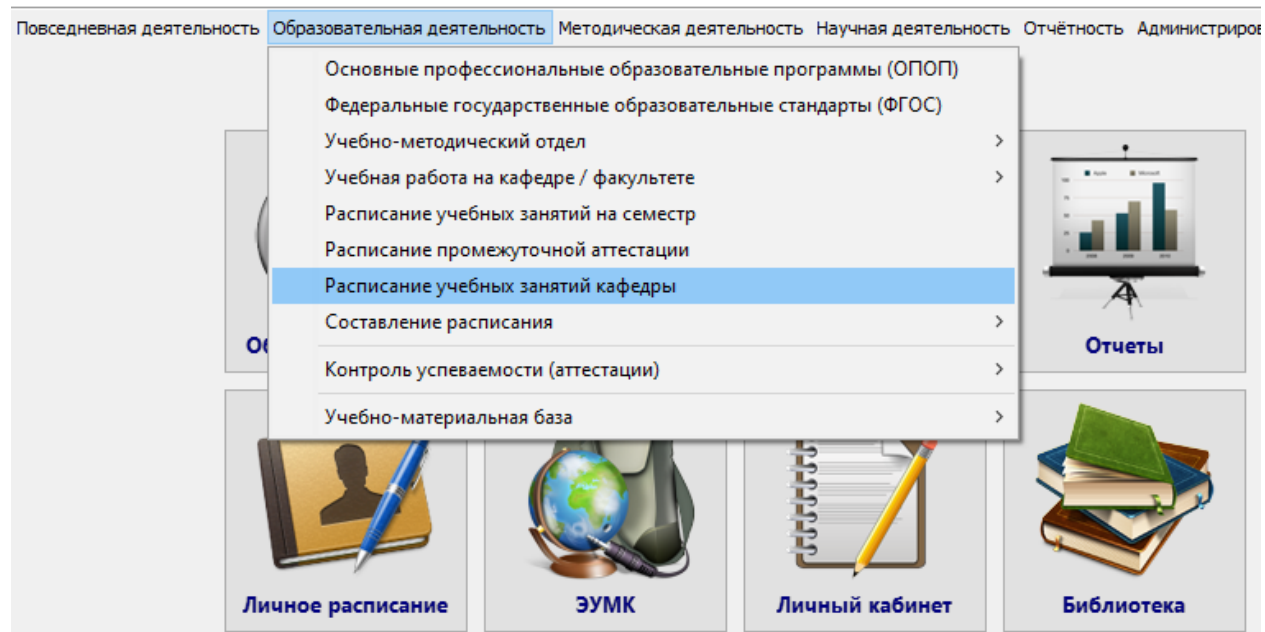 Повседневная деятельность Образовательная деятельность Методическая деятельность Научная деятельность Отчётность Администриров
Основные профессиональные образовательные программы (ОПОП)
Федеральные государственные образовательные стандарты (ФГОС)
Учебно-методический отдел
Учебная работа на кафедре / факультете
Расписание учебных занятий на семестр
Расписание промежуточной аттестации
Расписание учебных занятий кафедры
Составление расписания
Контроль успеваемости (аттестации)
Учебно-материальная база
Об
Отчеты
Личное расписание
ЭУМК
Личный кабинет
Библиотека